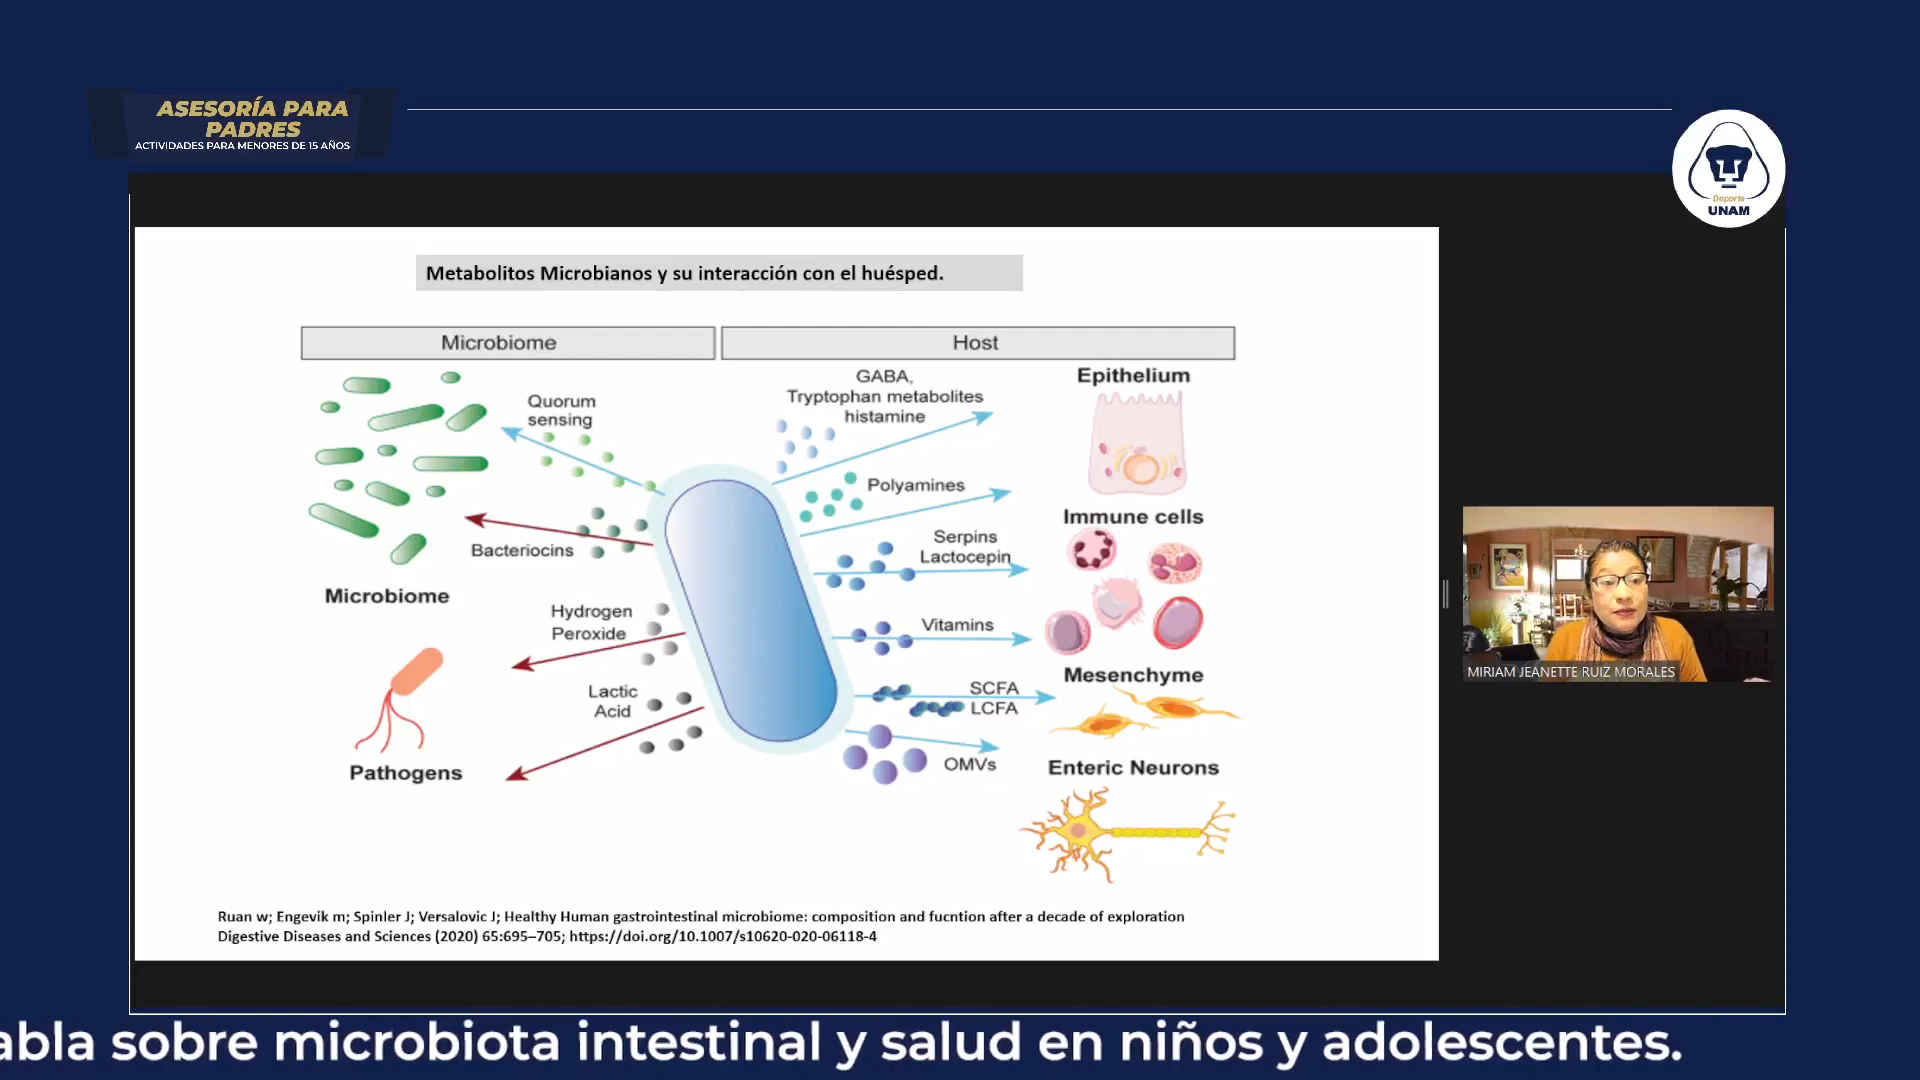 ASESORÍA PARA
PADRES
ACTIVIDADES PARA MENORES DE 15 AÑOS
Deporte
UNAM
Metabolitos Microbianos y su interacción con el huésped.
Microbiome
Host
Quorum
sensing
Bacteriocins
Microbiome
Hydrogen
Peroxide
Lactic
Acid
Pathogens
GABA,
Tryptophan metabolites
histamine
Polyamines
Serpins
Lactocepin
Vitamins
SCFA
LCFA
OMVs
Epithelium
Immune cells
Mesenchyme
Enteric Neurons
Ruan w; Engevik m; Spinler J; Versalovic J; Healthy Human gastrointestinal microbiome: composition and fucntion after a decade of exploration
Digestive Diseases and Sciences (2020) 65:695–705; https://doi.org/10.1007/s10620-020-06118-4
MIRIAM JEANETTE RUIZ MORALES
abla sobre microbiota intestinal y salud en niños y adolescentes.